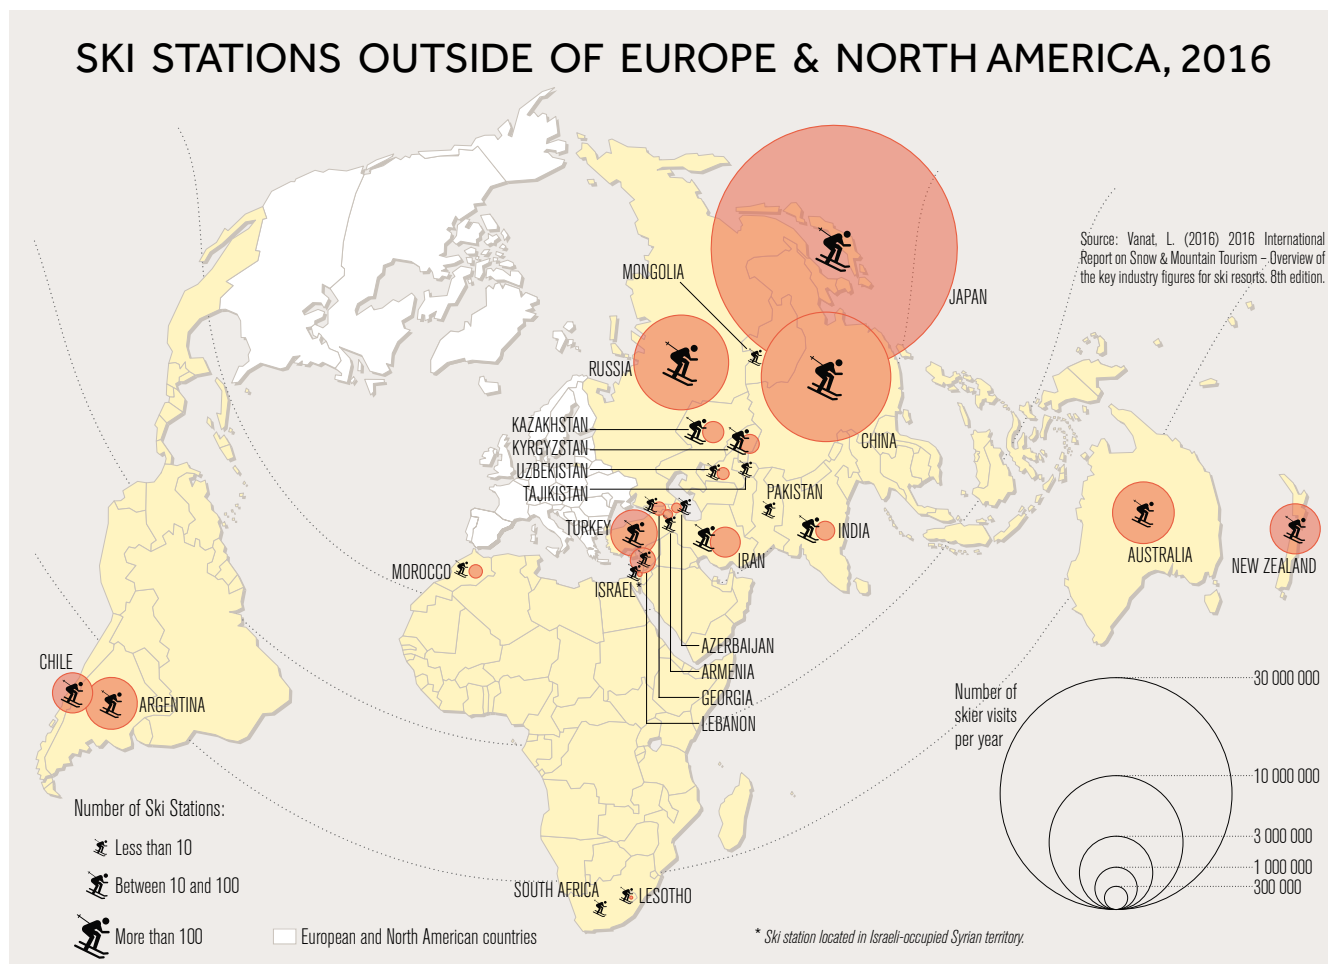 SKI STATIONS OUTSIDE OF EUROPE & NORTH AMERICA, 2016
Source: Vanat, L. (2016) 2016 International
Report on Snow & Mountain Tourism – Overview of
the key industry figures for ski resorts. 8th edition.
MONGOLIA
JAPAN
RUSSIA
KAZAKHSTAN
KYRGYZSTAN
CHINA
UZBEKISTAN
TAJIKISTAN
PAKISTAN
TURKEY
INDIA
IRAN
AUSTRALIA
NEW ZEALAND
MOROCCO
ISRAEL*
AZERBAIJAN
ARMENIA
GEORGIA
LEBANON
CHILE
ARGENTINA
SOUTH AFRICA
LESOTHO
Number of
skier visits
per year
30 000 000
10 000 000
3 000 000
1 000 000
300 000
Number of Ski Stations:
Less than 10
Between 10 and 100
More than 100
European and North American countries
* Ski station located in Israeli-occupied Syrian territory.